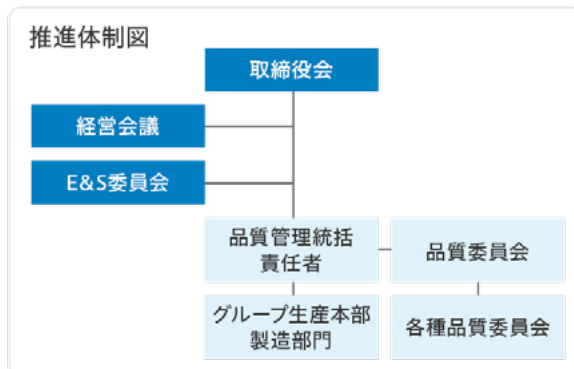 推進体制図
取締役会
経営会議
E&S委員会
品質管理統括
責任者
品質委員会
グループ生産本部
製造部門
各種品質委員会